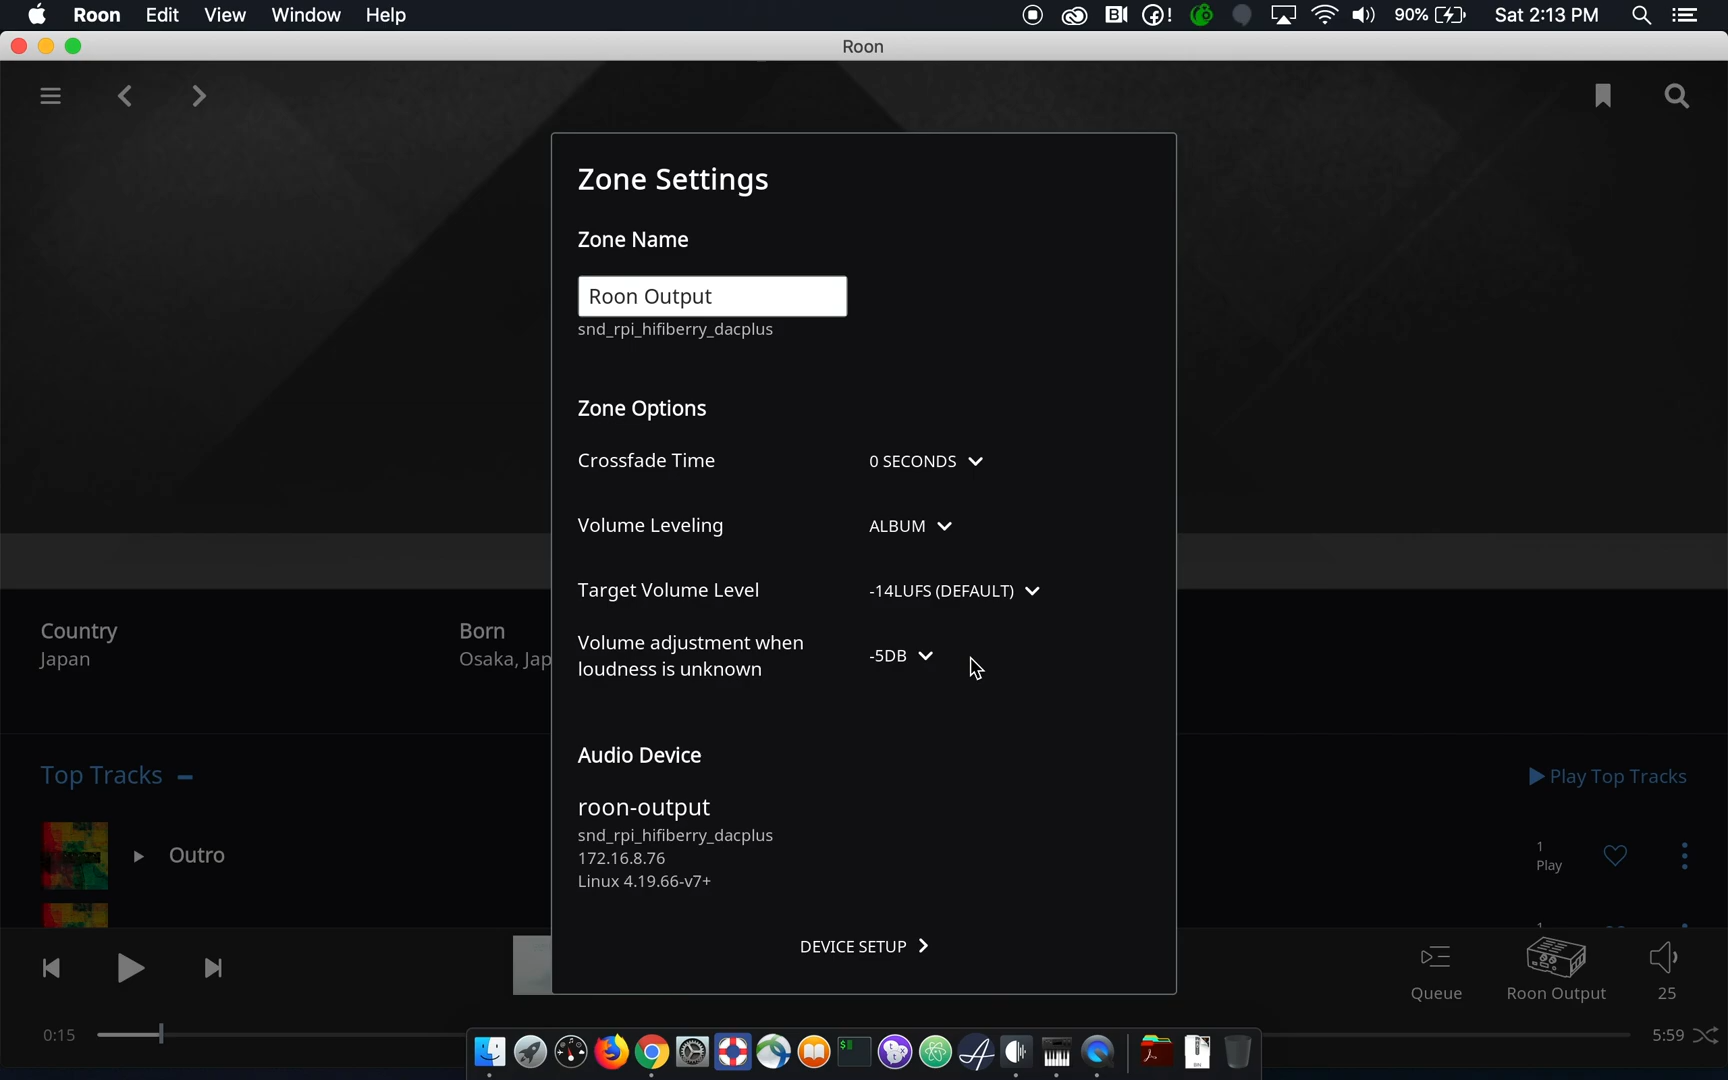 Roon Edit View Window Help
90% Sat 2:13 PM
Roon
Zone Settings
Zone Name
Roon Output
snd_rpi_hifiberry_dacplus
Zone Options
Crossfade Time 0 SECONDS
Volume Leveling ALBUM
Target Volume Level -14LUFS (DEFAULT)
Volume adjustment when
loudness is unknown
-5DB
Audio Device
roon-output
snd_rpi_hifiberry_dacplus
172.16.8.76
Linux 4.19.66-v7+
DEVICE SETUP
Country
Japan
Born
Osaka, Jap
Top Tracks
Play Top Tracks
Outro
1
Play
1
Queue
Roon Output
25
0:15
5:59